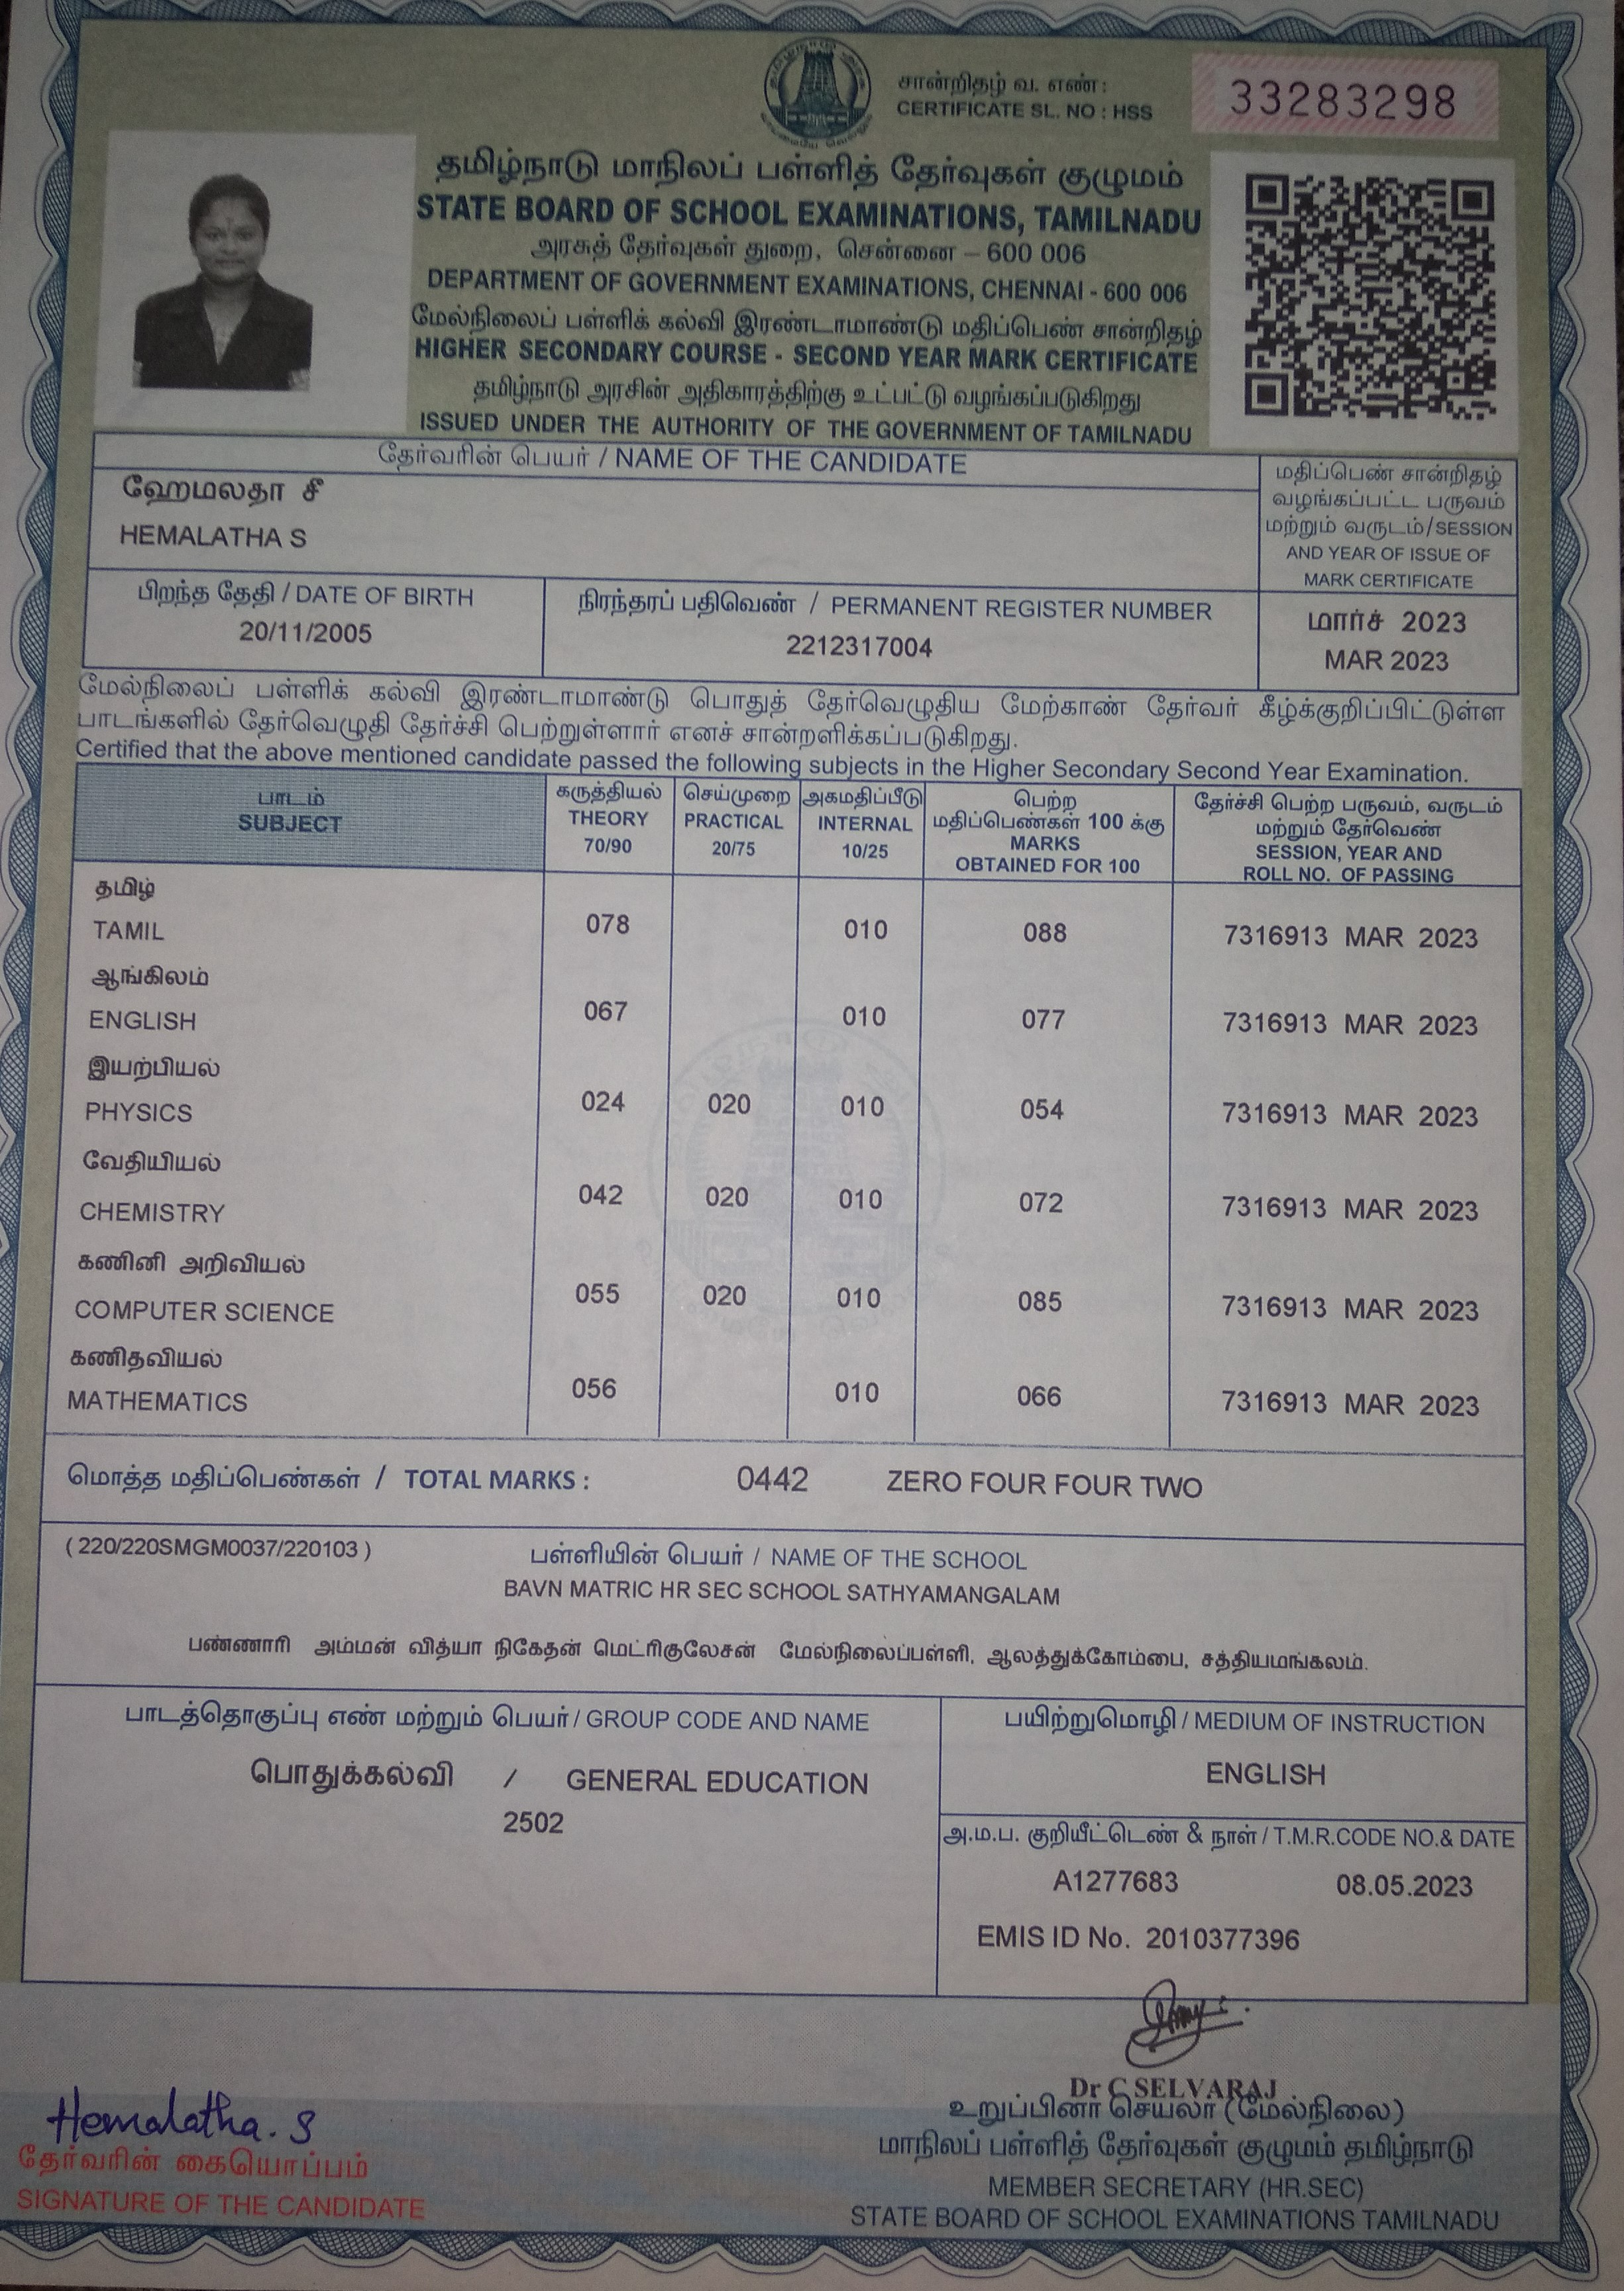 சான்றிதழ் வ. எண்:
CERTIFICATE SL. NO : HSS
33283298
தமிழ்நாடு மாநிலப் பள்ளித் தேர்வுகள் குழுமம்
STATE BOARD OF SCHOOL EXAMINATIONS, TAMILNADU
அரசுத் தேர்வுகள் துறை, சென்னை – 600 006
DEPARTMENT OF GOVERNMENT EXAMINATIONS, CHENNAI - 600 006
மேல்நிலைப் பள்ளிக் கல்வி இரண்டாமாண்டு மதிப்பெண் சான்றிதழ்
HIGHER SECONDARY COURSE - SECOND YEAR MARK CERTIFICATE
தமிழ்நாடு அரசின் அதிகாரத்திற்கு உட்பட்டு வழங்கப்படுகிறது
ISSUED UNDER THE AUTHORITY OF THE GOVERNMENT OF TAMILNADU
தேர்வரின் பெயர் / NAME OF THE CANDIDATE
ஹேமலதா சீ
HEMALATHA S
மதிப்பெண் சான்றிதழ்
வழங்கப்பட்ட பருவம்
மற்றும் வருடம்/SESSION
AND YEAR OF ISSUE OF
MARK CERTIFICATE
பிறந்த தேதி / DATE OF BIRTH
20/11/2005
நிரந்தரப் பதிவெண் / PERMANENT REGISTER NUMBER
2212317004
மார்ச் 2023
MAR 2023
மேல்நிலைப் பள்ளிக் கல்வி இரண்டாமாண்டு பொதுத் தேர்வெழுதிய மேற்காண் தேர்வர் கீழ்க்குறிப்பிட்டுள்ள
பாடங்களில் தேர்வெழுதி தேர்ச்சி பெற்றுள்ளார் எனச் சான்றளிக்கப்படுகிறது.
Certified that the above mentioned candidate passed the following subjects in the Higher Secondary Second Year Examination.
பாடம்
SUBJECT
கருத்தியல்
THEORY
70/90
செய்முறை
PRACTICAL
20/75
அகமதிப்பீடு
INTERNAL
10/25
பெற்ற
மதிப்பெண்கள் 100 க்கு
MARKS
OBTAINED FOR 100
தேர்ச்சி பெற்ற பருவம், வருடம்
மற்றும் தேர்வெண்
SESSION, YEAR AND
ROLL NO. OF PASSING
தமிழ்
TAMIL 078 010 088 7316913 MAR 2023
ஆங்கிலம்
ENGLISH 067 010 077 7316913 MAR 2023
இயற்பியல்
PHYSICS 024 020 010 054 7316913 MAR 2023
வேதியியல்
CHEMISTRY 042 020 010 072 7316913 MAR 2023
கணினி அறிவியல்
COMPUTER SCIENCE 055 020 010 085 7316913 MAR 2023
கணிதவியல்
MATHEMATICS 056 010 066 7316913 MAR 2023
மொத்த மதிப்பெண்கள் / TOTAL MARKS : 0442 ZERO FOUR FOUR TWO
( 220/220SMGM0037/220103 ) பள்ளியின் பெயர் / NAME OF THE SCHOOL
BAVN MATRIC HR SEC SCHOOL SATHYAMANGALAM
பண்ணாரி அம்மன் வித்யா நிகேதன் மெட்ரிகுலேசன் மேல்நிலைப்பள்ளி, ஆலத்துக்கோம்பை, சத்தியமங்கலம்.
பாடத்தொகுப்பு எண் மற்றும் பெயர்/ GROUP CODE AND NAME
பொதுக்கல்வி / GENERAL EDUCATION
2502
பயிற்றுமொழி / MEDIUM OF INSTRUCTION
ENGLISH
அ.ம.ப. குறியீட்டெண் & நாள் / T.M.R.CODE NO.& DATE
A1277683 08.05.2023
EMIS ID No. 2010377396
Dr C SELVARAJ
உறுப்பினர் செயலர் (மேல்நிலை)
மாநிலப் பள்ளித் தேர்வுகள் குழுமம் தமிழ்நாடு
MEMBER SECRETARY (HR.SEC)
STATE BOARD OF SCHOOL EXAMINATIONS TAMILNADU
Hemalatha. S
தேர்வரின் கையொப்பம்
SIGNATURE OF THE CANDIDATE